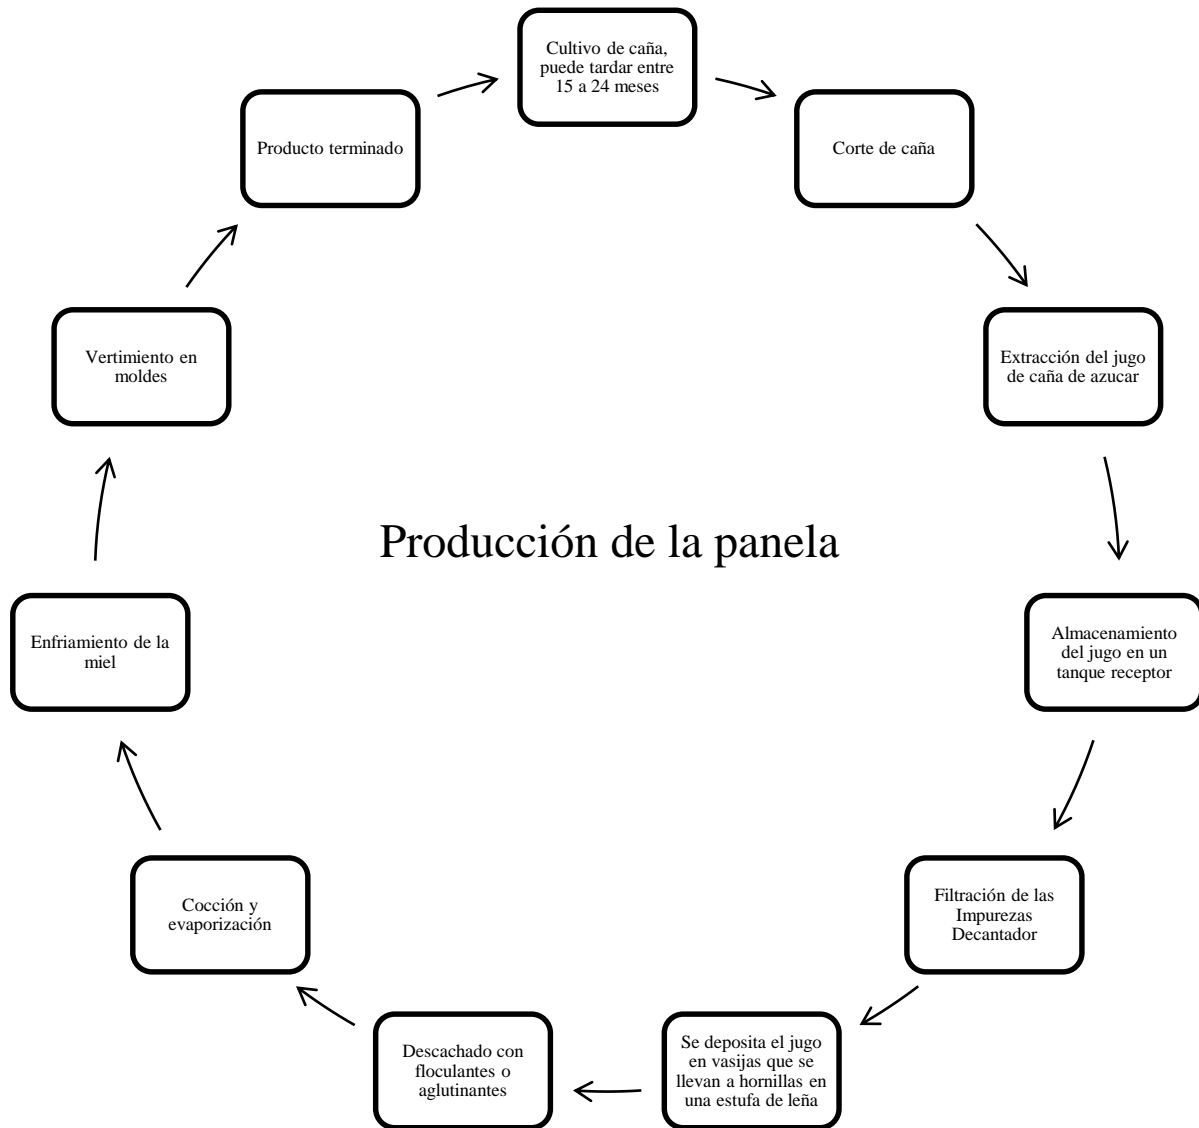 Cultivo de caña,
puede tardar entre
15 a 24 meses
Corte de caña
Extracción del jugo
de caña de azucar
Almacenamiento
del jugo en un
tanque receptor
Filtración de las
Impurezas
Decantador
Se deposita el jugo
en vasijas que se
llevan a hornillas en
una estufa de leña
Descachado con
floculantes o
aglutinantes
Cocción y
evaporización
Enfriamiento de la
miel
Vertimiento en
moldes
Producto terminado
Producción de la panela